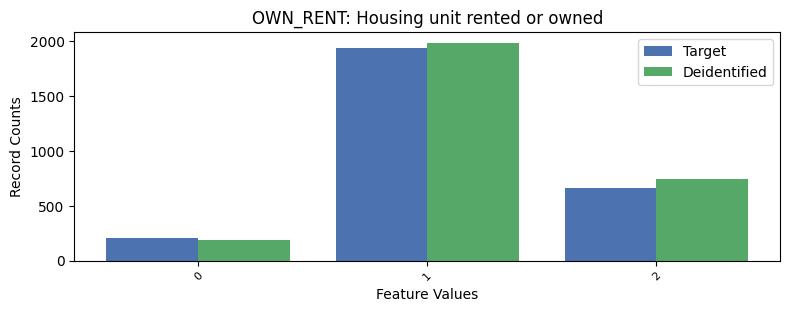 OWN_RENT: Housing unit rented or owned
Target
Deidentified
Record Counts
2000
1500
1000
500
0
0
1
2
Feature Values